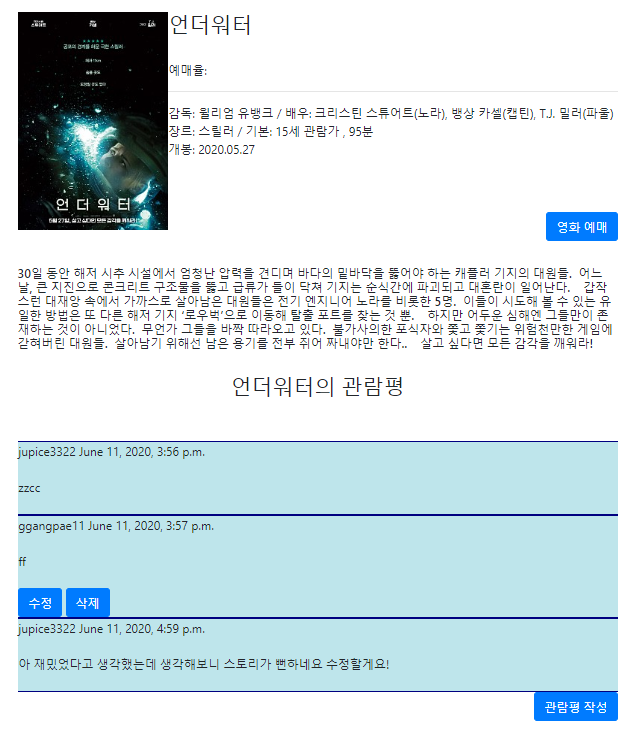 언더워터
예매율:
감독: 윌리엄 유뱅크 / 배우: 크리스틴 스튜어트(노라), 뱅상 카셀(캡틴), T.J. 밀러(파울)
장르: 스릴러 / 기본: 15세 관람가 , 95분
개봉: 2020.05.27
언더워터
영화 예매
30일 동안 해저 시추 시설에서 엄청난 압력을 견디며 바다의 밑바닥을 뚫어야 하는 캐플러 기지의 대원들. 어느
날, 큰 지진으로 콘크리트 구조물을 뚫고 급류가 들이 닥쳐 기지는 순식간에 파괴되고 대혼란이 일어난다. 갑작
스런 대재앙 속에서 가까스로 살아남은 대원들은 전기 엔지니어 노라를 비롯한 5명. 이들이 시도해 볼 수 있는 유
일한 방법은 또 다른 해저 기지 ‘로우벅’으로 이동해 탈출 포트를 찾는 것 뿐. 하지만 어두운 심해엔 그들만이 존
재하는 것이 아니었다. 무언가 그들을 바짝 따라오고 있다. 불가사의한 포식자와 쫓고 쫓기는 위험천만한 게임에
갇혀버린 대원들. 살아남기 위해선 남은 용기를 전부 쥐어 짜내야만 한다.. 살고 싶다면 모든 감각을 깨워라!
언더워터의 관람평
jupice3322 June 11, 2020, 3:56 p.m.
zzcc
ggangpae11 June 11, 2020, 3:57 p.m.
ff
수정 삭제
jupice3322 June 11, 2020, 4:59 p.m.
아 재밌었다고 생각했는데 생각해보니 스토리가 뻔하네요 수정할게요!
관람평 작성